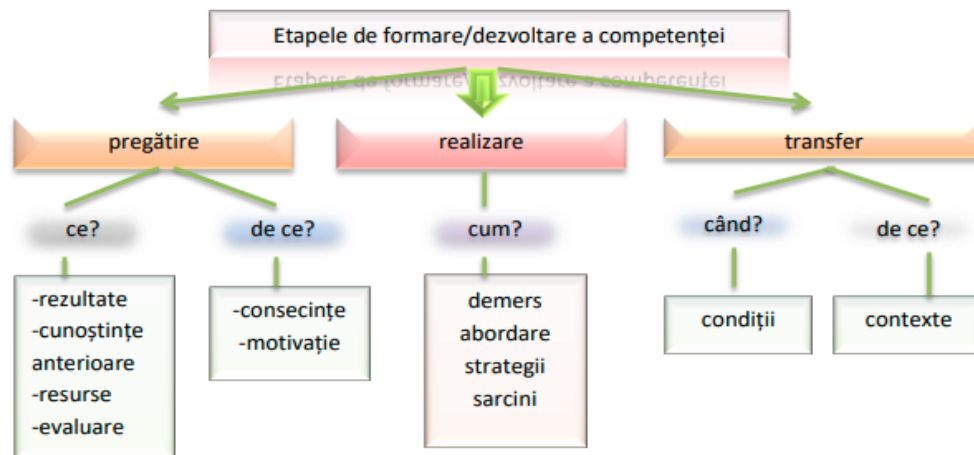 Etapele de formare/dezvoltare a competenței
pregătire
realizare
transfer
ce?
de ce?
cum?
când?
de ce?
-rezultate
-cunoștințe
anterioare
-resurse
-evaluare
-consecințe
-motivație
demers
abordare
strategii
sarcini
condiții
contexte